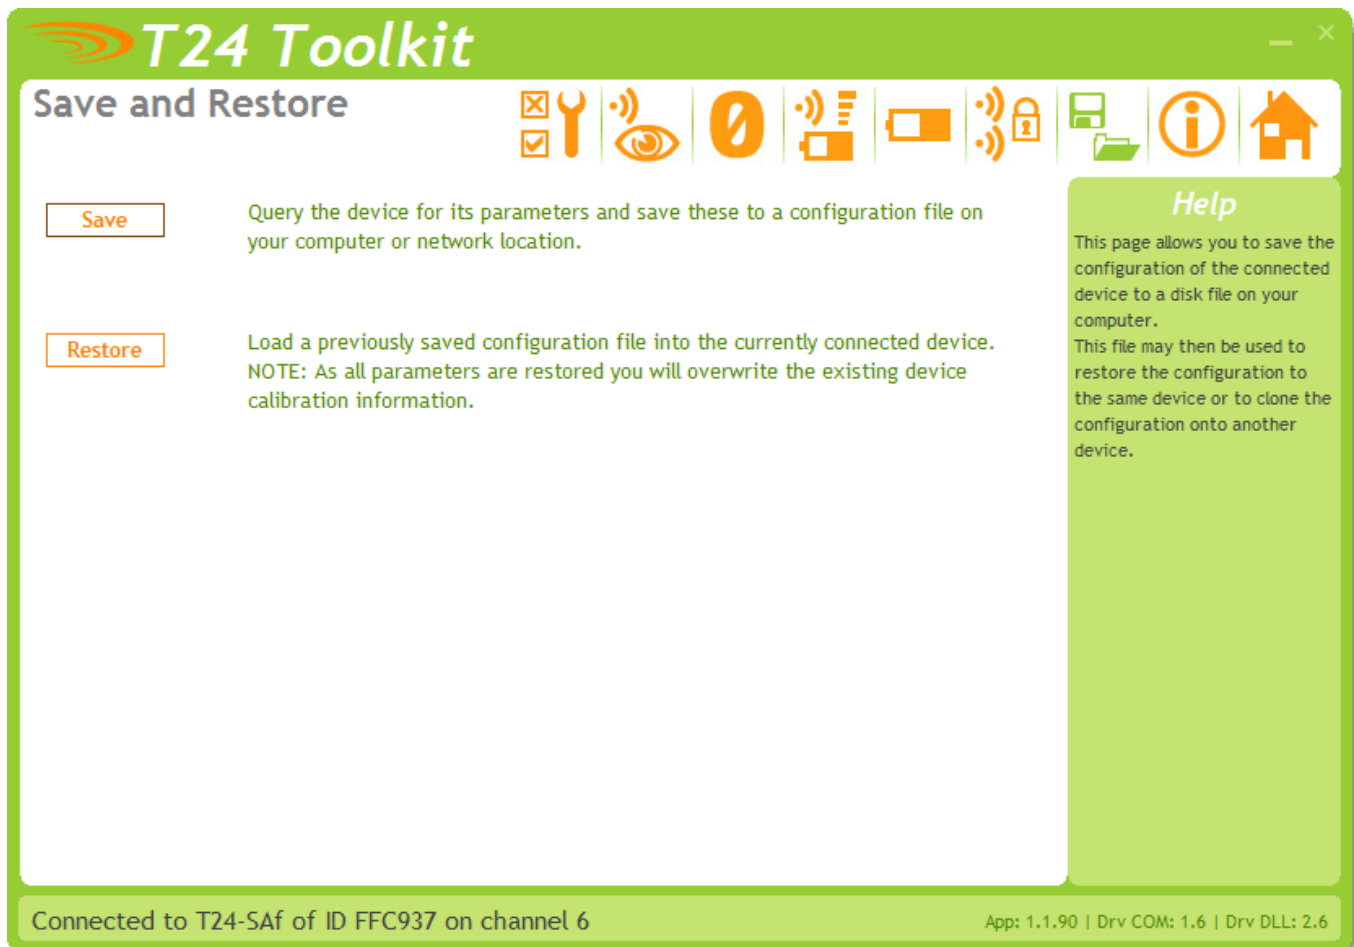 T24 Toolkit
Save and Restore
0
Save
Query the device for its parameters and save these to a configuration file on
your computer or network location.
Restore
Load a previously saved configuration file into the currently connected device.
NOTE: As all parameters are restored you will overwrite the existing device
calibration information.
Help
This page allows you to save the
configuration of the connected
device to a disk file on your
computer.
This file may then be used to
restore the configuration to
the same device or to clone the
configuration onto another
device.
Connected to T24-SAf of ID FFC937 on channel 6
App: 1.1.90 | Drv COM: 1.6 | Drv DLL: 2.6